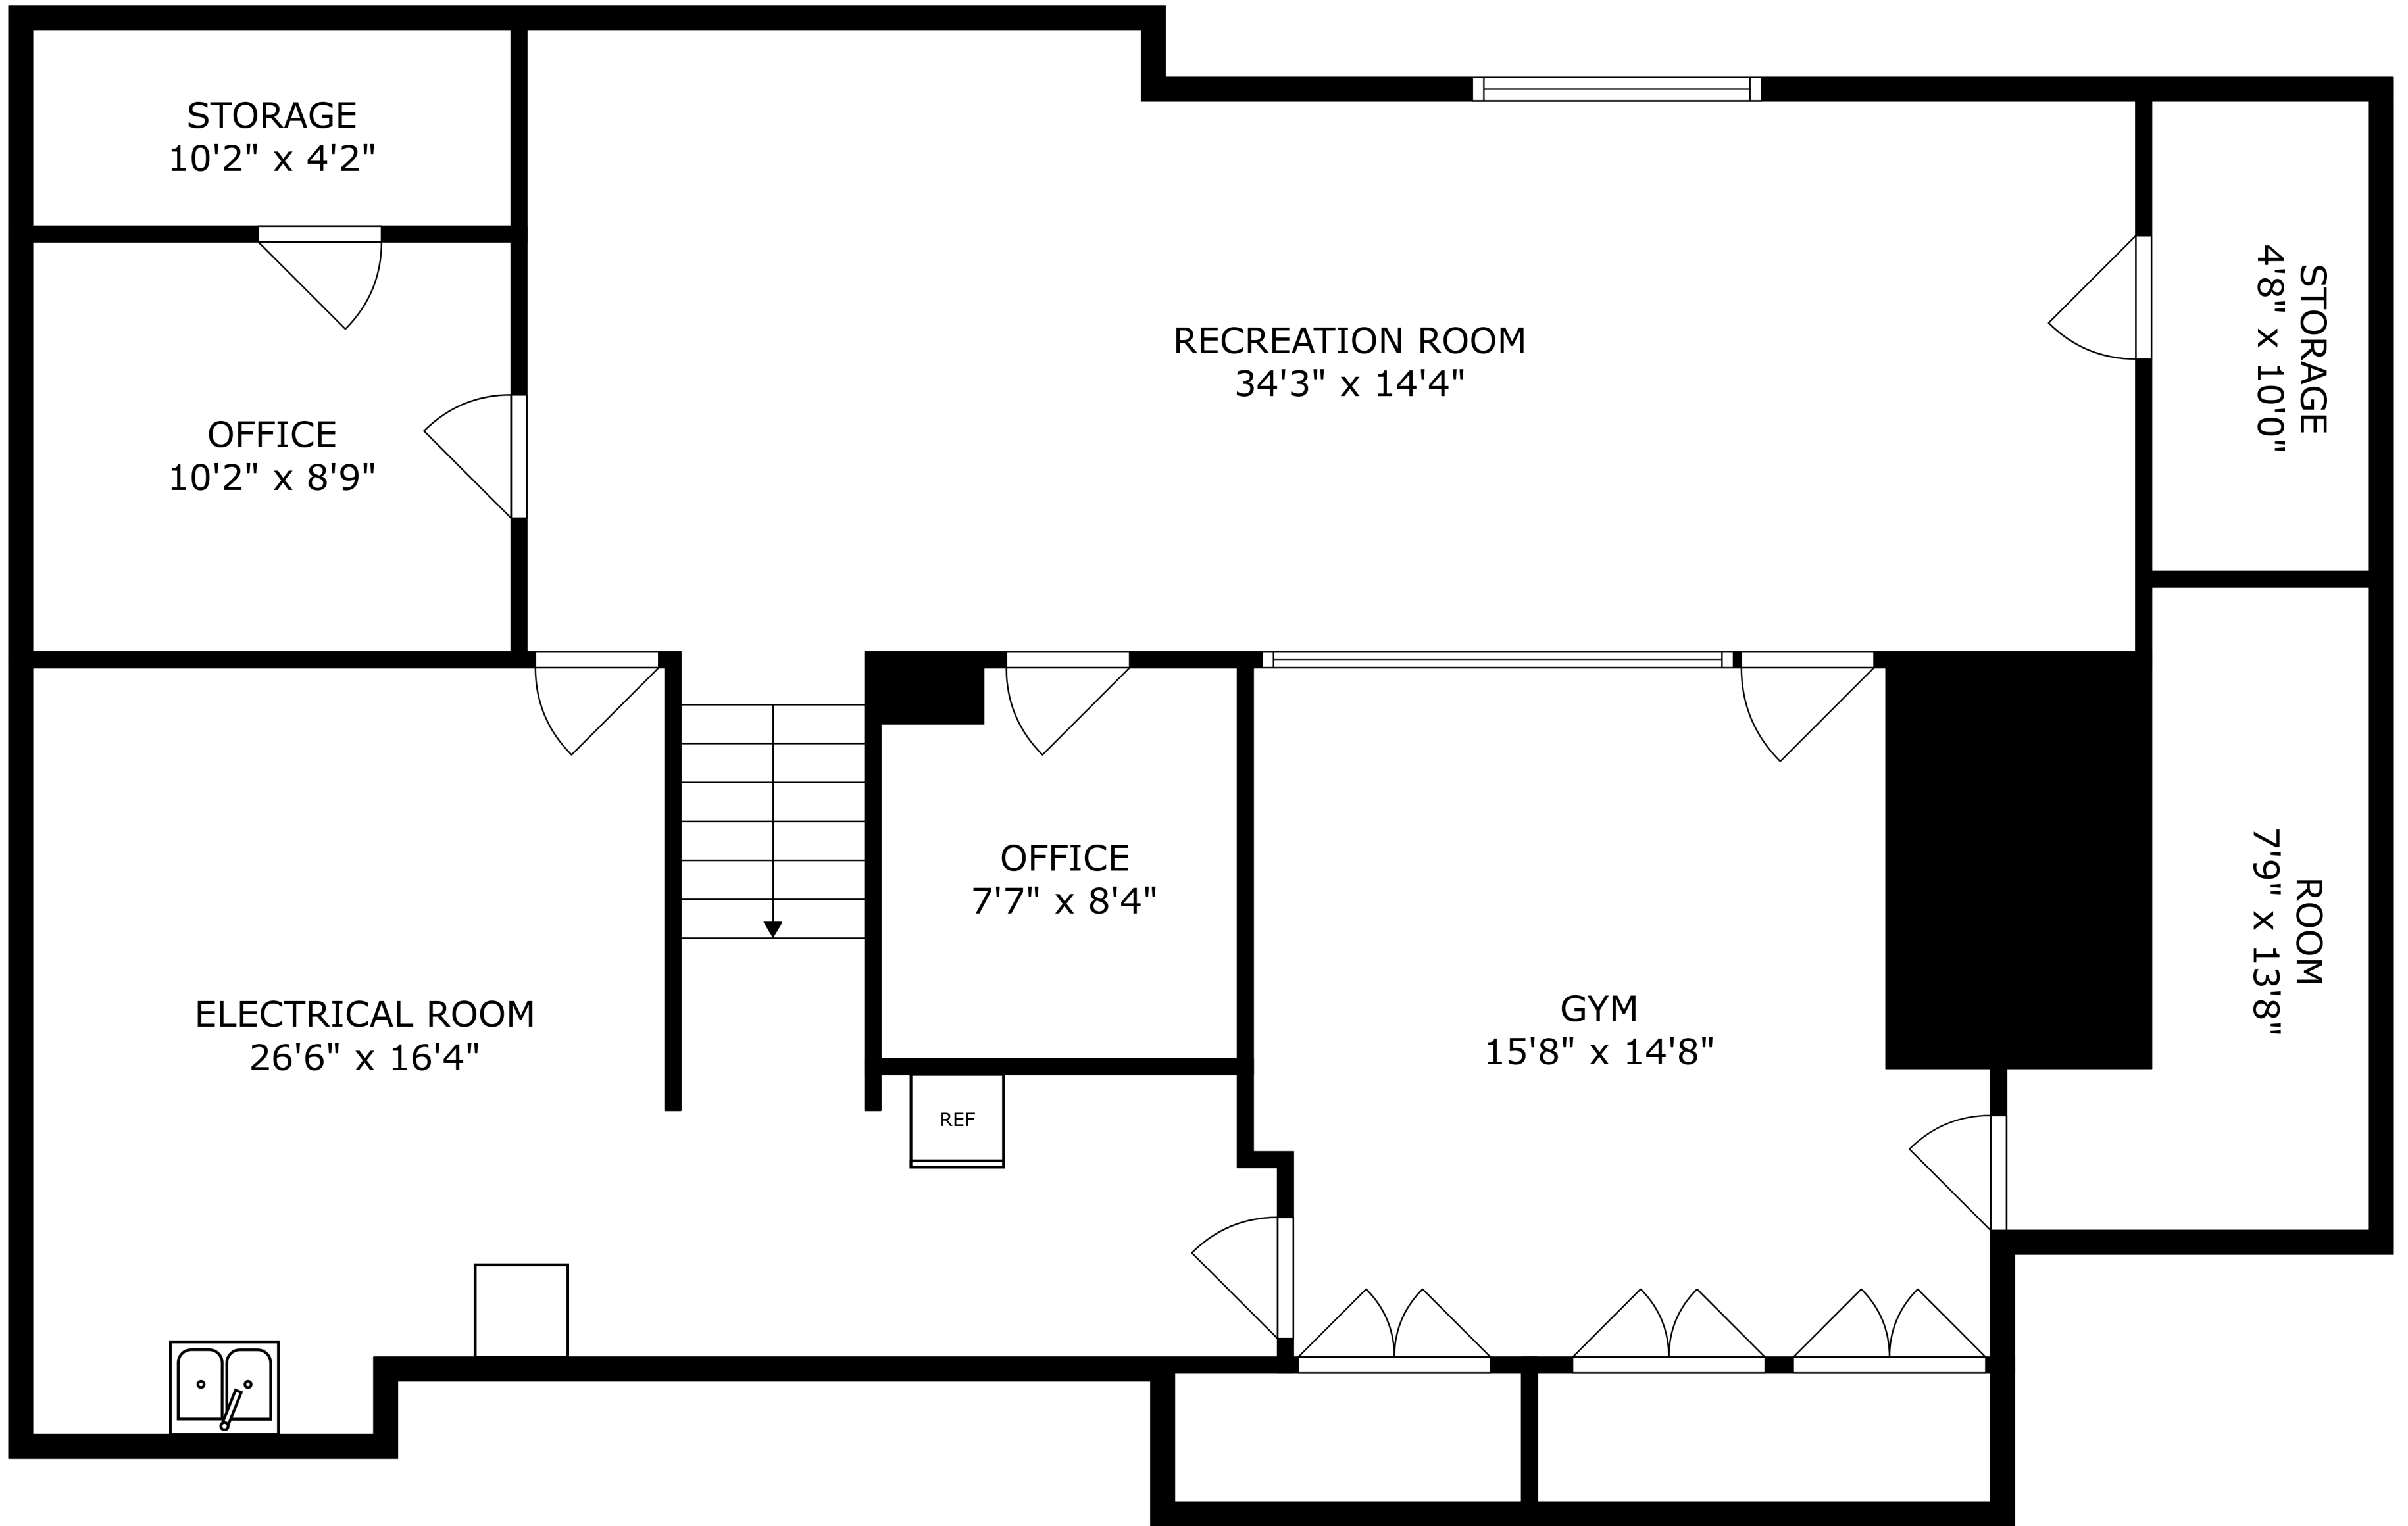 STORAGE
10'2" x 4'2"
RECREATION ROOM
34'3" x 14'4"
STORAGE
4'8" x 10'0"
OFFICE
10'2" x 8'9"
OFFICE
7'7" x 8'4"
ROOM
7'9" x 13'8"
ELECTRICAL ROOM
26'6" x 16'4"
GYM
15'8" x 14'8"
REF